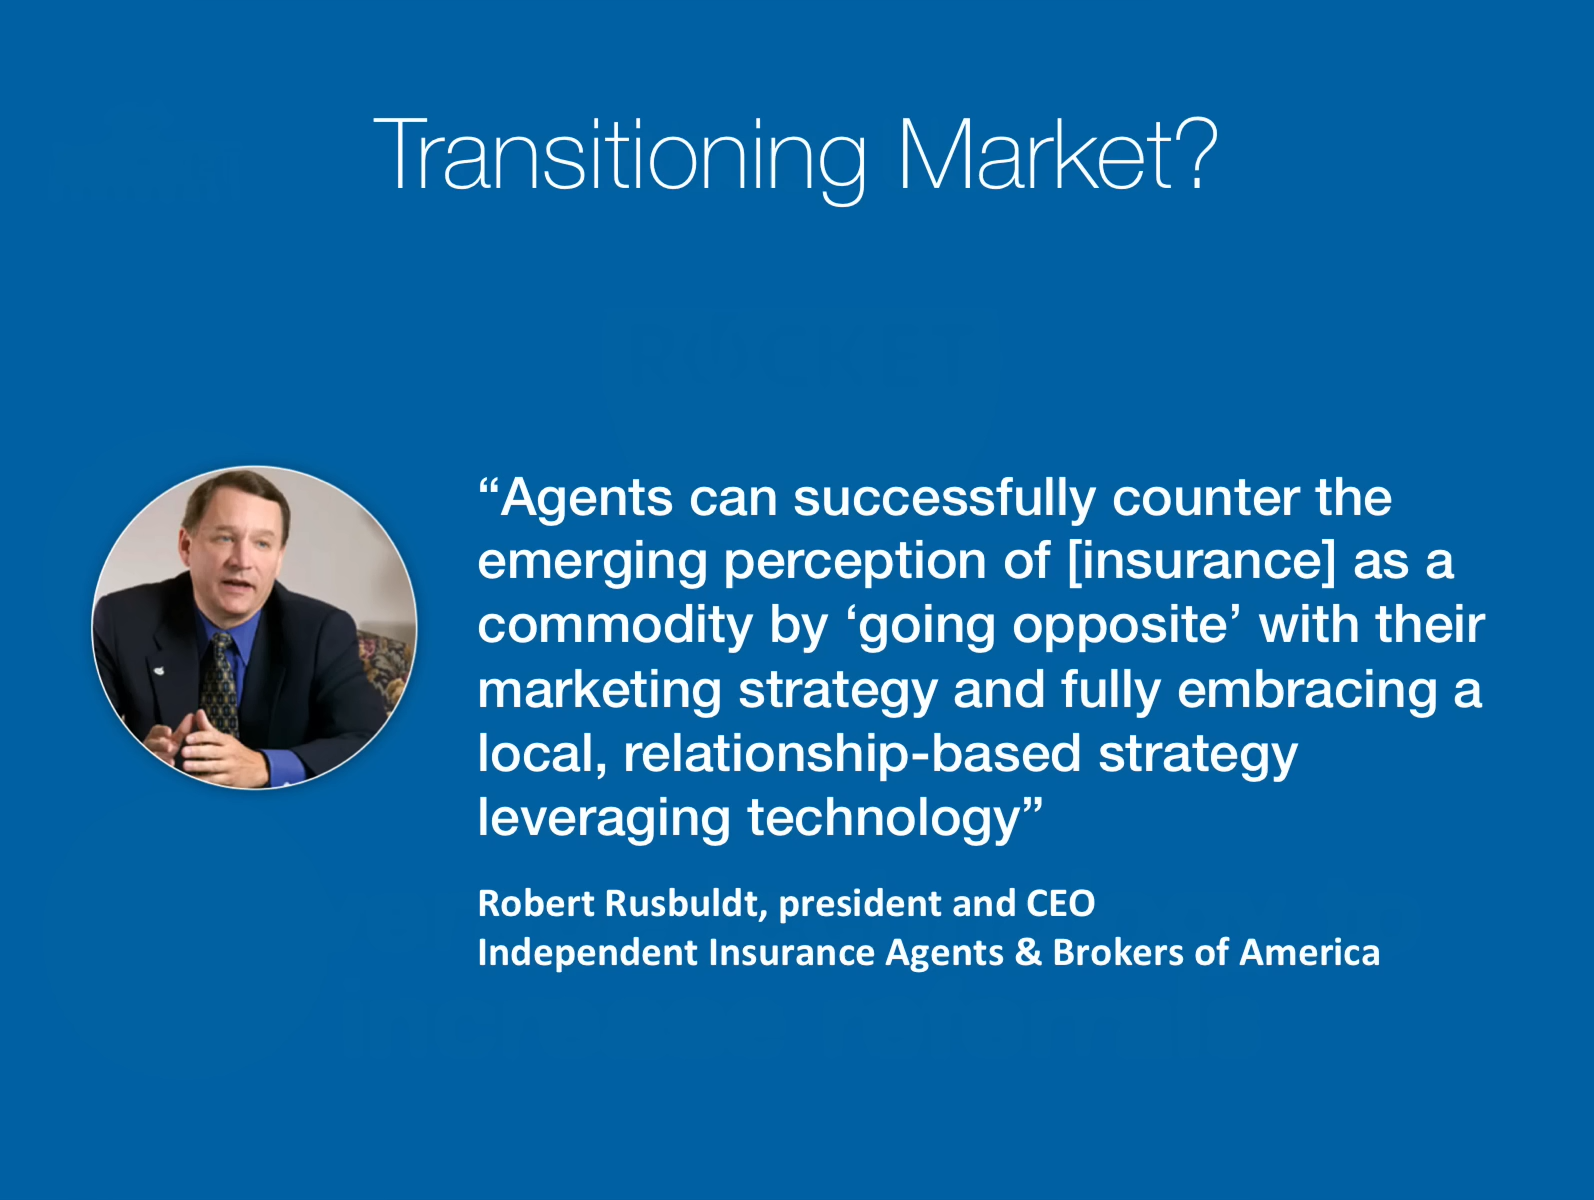 Transitioning Market?
ROCKET
“Agents can successfully counter the
emerging perception of [insurance] as a
commodity by ‘going opposite’ with their
marketing strategy and fully embracing a
local, relationship-based strategy
leveraging technology”
Robert Rusbuldt, president and CEO
Independent Insurance Agents & Brokers of America